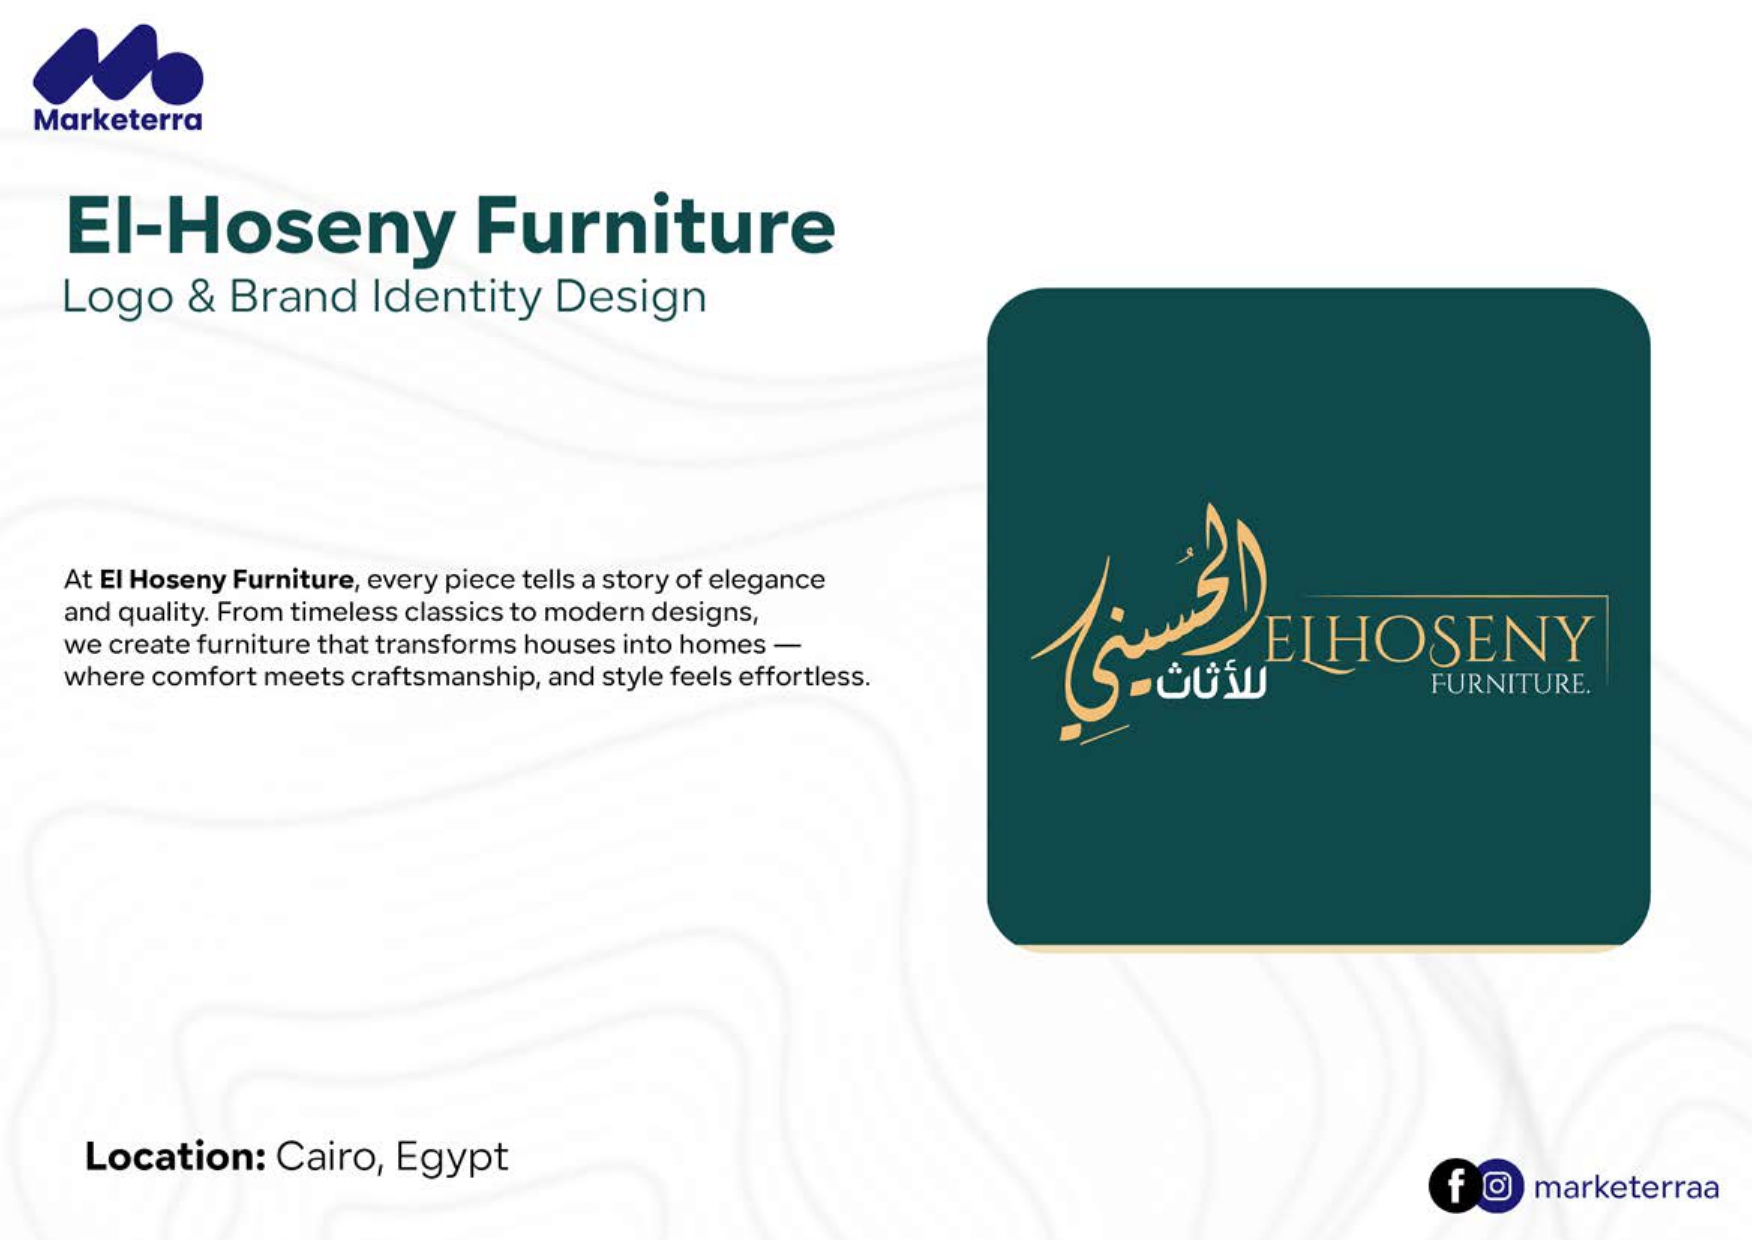 Marketerra
El-Hoseny Furniture
Logo & Brand Identity Design
At El Hoseny Furniture, every piece tells a story of elegance
and quality. From timeless classics to modern designs,
we create furniture that transforms houses into homes —
where comfort meets craftsmanship, and style feels effortless.
الحُسيني
للأثاث
ELHOSENY
FURNITURE.
Location: Cairo, Egypt
marketerraa